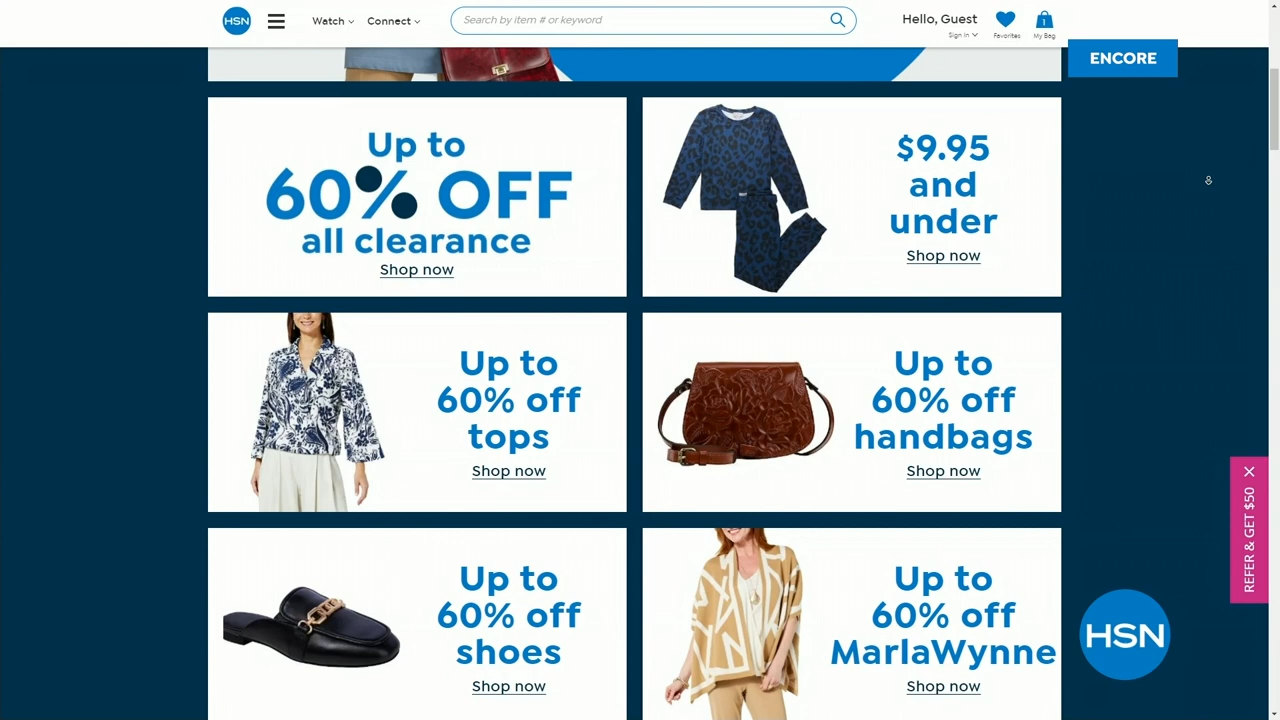 HSN
Watch
Connect
Search by item # or keyword
Hello, Guest
Sign In
Favorites
1
My Bag
ENCORE
Up to
60% OFF
all clearance
Shop now
$9.95
and
under
Shop now
Up to
60% off
tops
Shop now
Up to
60% off
handbags
Shop now
Up to
60% off
shoes
Shop now
Up to
60% off
MarlaWynne
Shop now
REFER & GET $50
HSN